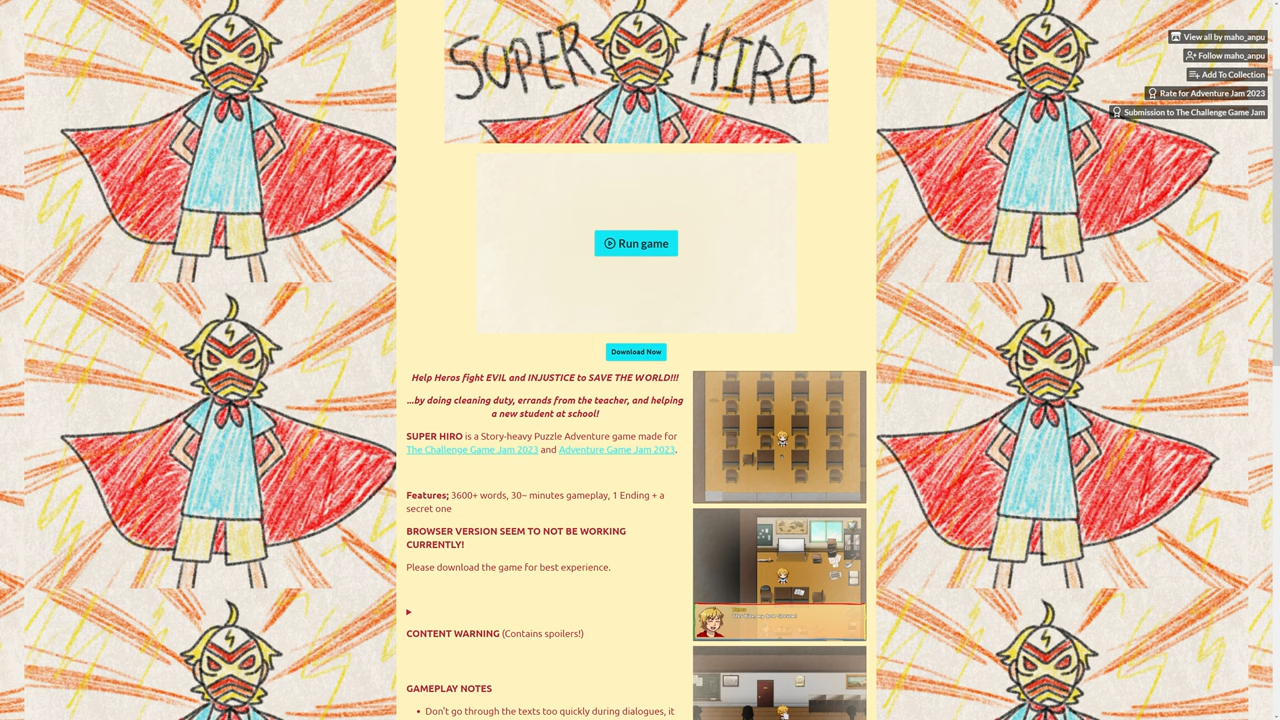 SUPER HIRO
View all by maho_anpu
Follow maho_anpu
Add To Collection
Rate for Adventure Jam 2023
Submission to The Challenge Game Jam
Run game
Download Now
Help Heros fight EVIL and INJUSTICE to SAVE THE WORLD!!!
...by doing cleaning duty, errands from the teacher, and helping
a new student at school!
SUPER HIRO is a Story-heavy Puzzle Adventure game made for
The Challenge Game Jam 2023 and Adventure Game Jam 2023.
Features; 3600+ words, 30~ minutes gameplay, 1 Ending + a
secret one
BROWSER VERSION SEEM TO NOT BE WORKING
CURRENTLY!
Please download the game for best experience.
CONTENT WARNING (Contains spoilers!)
GAMEPLAY NOTES
• Don't go through the texts too quickly during dialogues, it